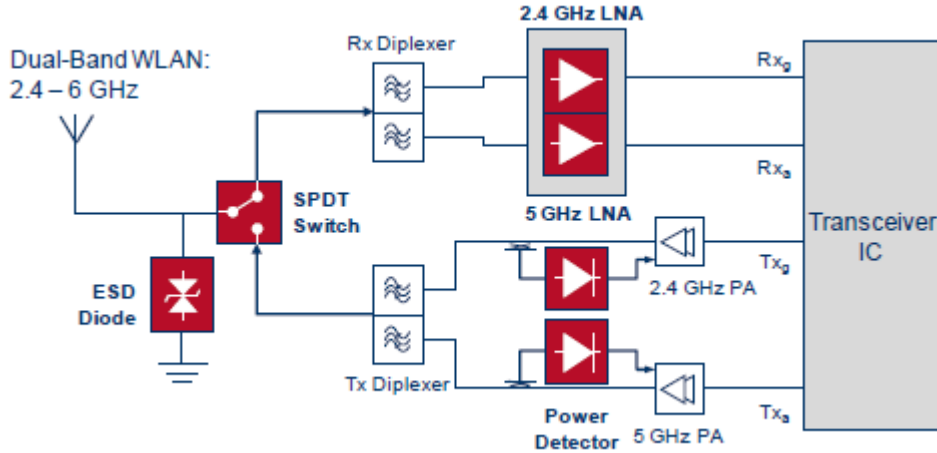 2.4 GHz LNA
Rx Diplexer
Dual-Band WLAN:
2.4 – 6 GHz
Rxg
Rxa
SPDT
Switch
5 GHz LNA
Transceiver
IC
Txg
2.4 GHz PA
ESD
Diode
Tx Diplexer
Power
Detector
5 GHz PA
Txa